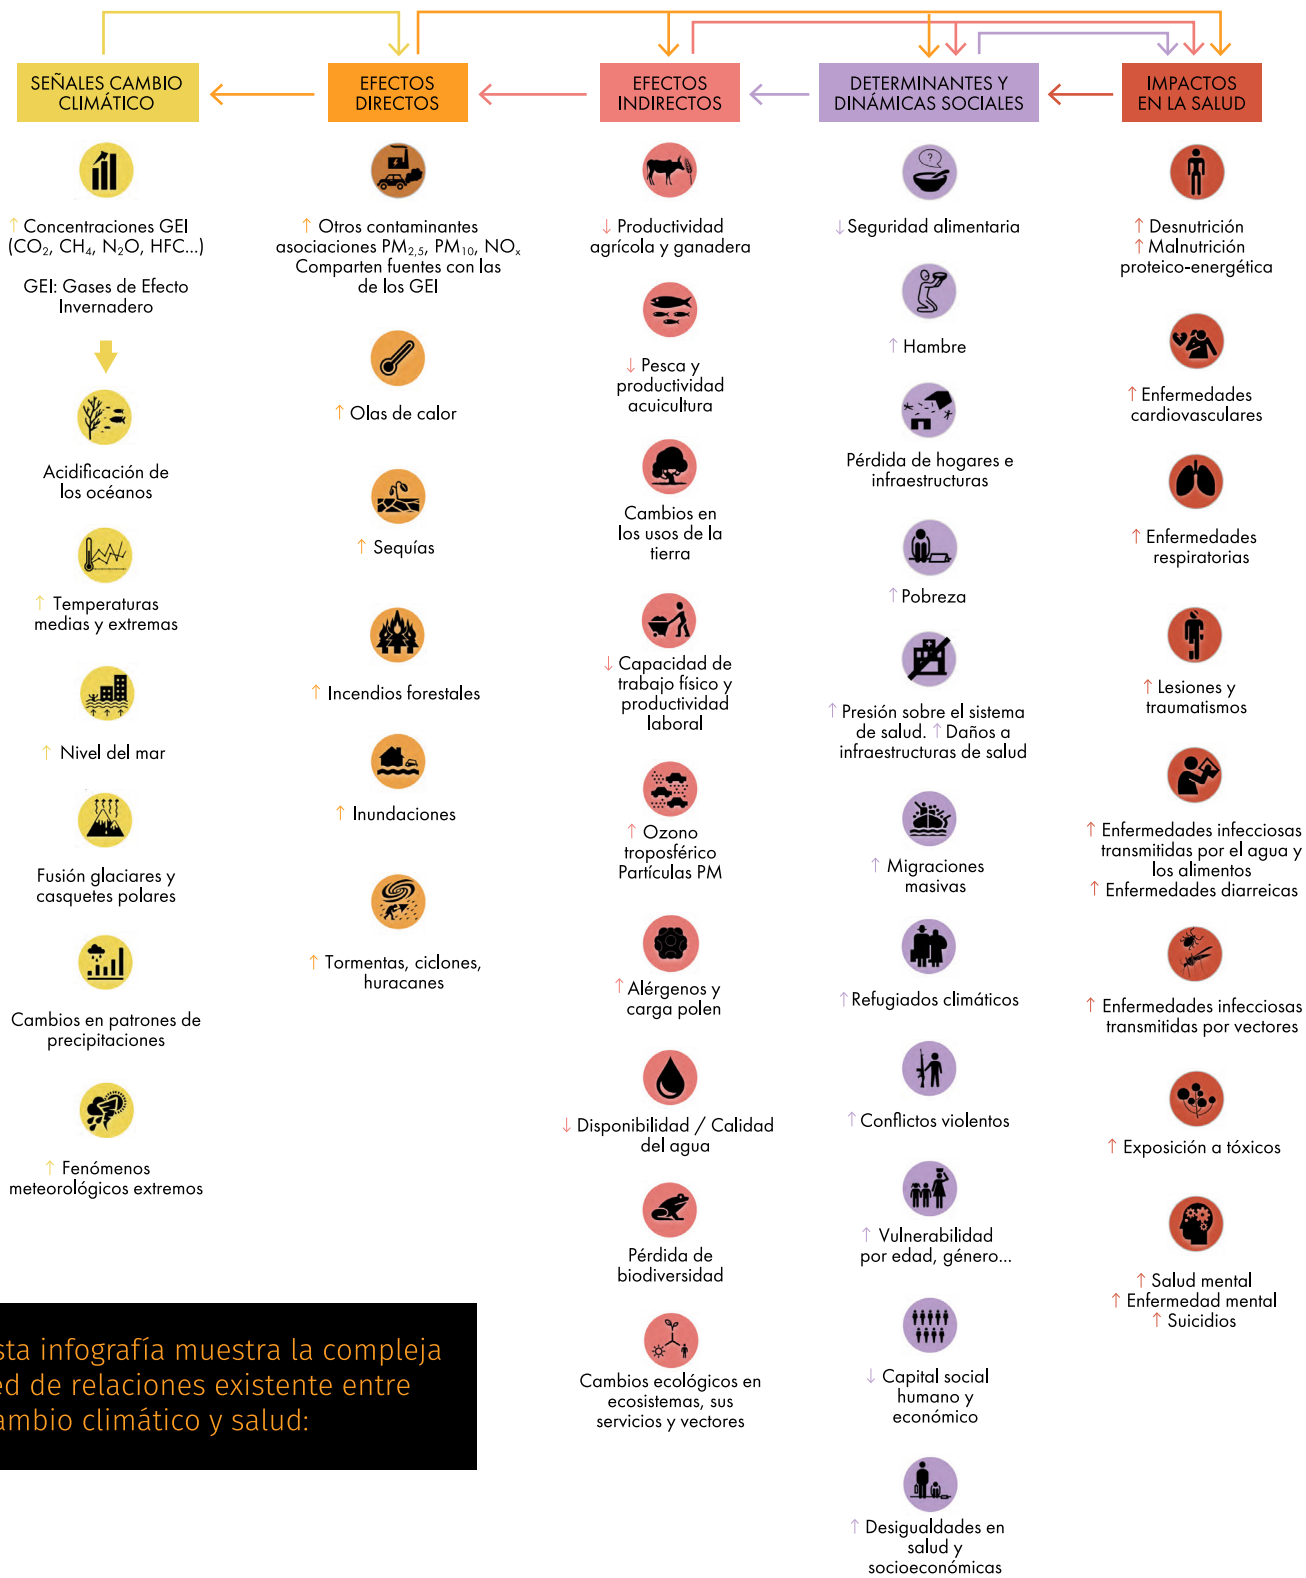 SEÑALES CAMBIO
CLIMÁTICO
↑ Concentraciones GEI
(CO₂, CH₄, N₂O, HFC...)
GEI: Gases de Efecto
Invernadero
Acidificación de
los océanos
↑ Temperaturas
medias y extremas
↑ Nivel del mar
Fusión glaciares y
casquetes polares
Cambios en patrones de
precipitaciones
↑ Fenómenos
meteorológicos extremos
EFECTOS
DIRECTOS
↑ Otros contaminantes
asociaciones PM₂,₅, PM₁₀, NOₓ
Comparten fuentes con las
de los GEI
↑ Olas de calor
↑ Sequías
↑ Incendios forestales
↑ Inundaciones
↑ Tormentas, ciclones,
huracanes
EFECTOS
INDIRECTOS
↓ Productividad
agrícola y ganadera
↓ Pesca y
productividad
acuicultura
Cambios en
los usos de la
tierra
↓ Capacidad de
trabajo físico y
productividad
laboral
↑ Ozono
troposférico
Partículas PM
↑ Alérgenos y
carga polen
↓ Disponibilidad / Calidad
del agua
Pérdida de
biodiversidad
Cambios ecológicos en
ecosistemas, sus
servicios y vectores
DETERMINANTES Y
DINÁMICAS SOCIALES
?
↓ Seguridad alimentaria
↑ Hambre
Pérdida de hogares e
infraestructuras
↑ Pobreza
↑ Presión sobre el sistema
de salud. ↑ Daños a
infraestructuras de salud
↑ Migraciones
masivas
↑ Refugiados climáticos
↑ Conflictos violentos
↑ Vulnerabilidad
por edad, género...
↓ Capital social
humano y
económico
↑ Desigualdades en
salud y
socioeconómicas
IMPACTOS
EN LA SALUD
↑ Desnutrición
↑ Malnutrición
proteico-energética
↑ Enfermedades
cardiovasculares
↑ Enfermedades
respiratorias
↑ Lesiones y
traumatismos
↑ Enfermedades infecciosas
transmitidas por el agua y
los alimentos
↑ Enfermedades diarreicas
↑ Enfermedades infecciosas
transmitidas por vectores
↑ Exposición a tóxicos
↑ Salud mental
↑ Enfermedad mental
↑ Suicidios
sta infografía muestra la compleja
ed de relaciones existente entre
ambio climático y salud: